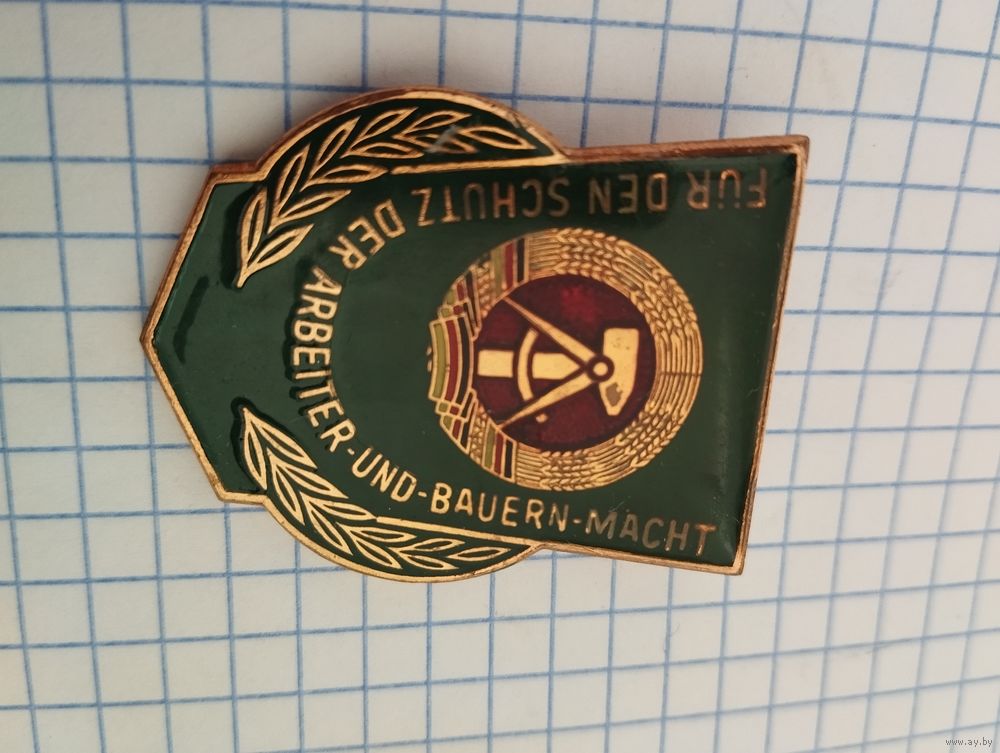 FÜR DEN SCHUTZ DER ARBEITER-UND-BAUERN-MACHT
www.ay.by